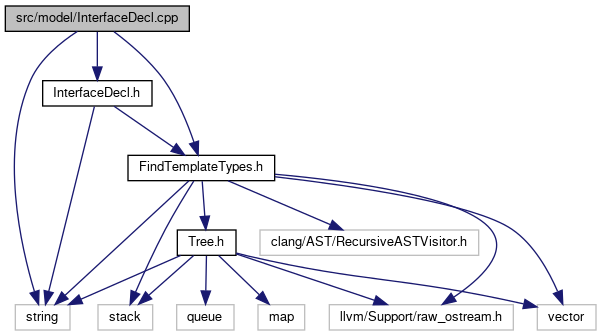 src/model/InterfaceDecl.cpp
InterfaceDecl.h
FindTemplateTypes.h
Tree.h
clang/AST/RecursiveASTVisitor.h
string
stack
queue
map
llvm/Support/raw_ostream.h
vector